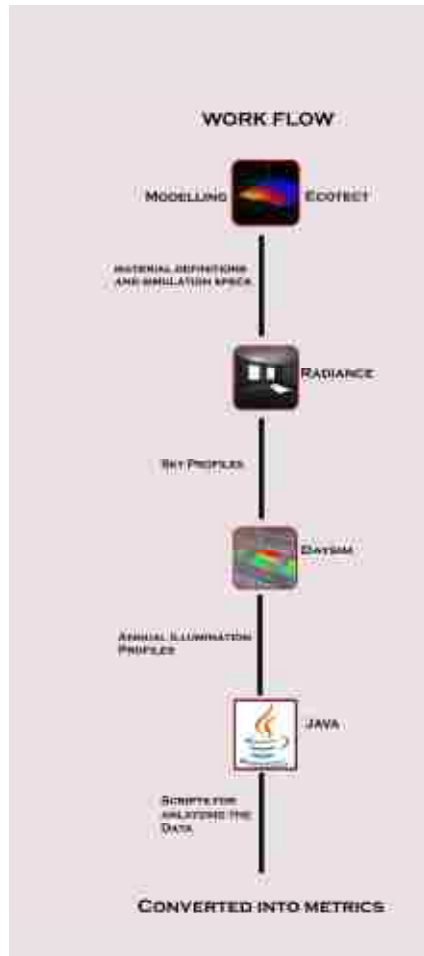 WORK FLOW
MODELLING ECOTECT
MATERIAL DEFINITIONS
AND SIMULATION SPECS.
RADIANCE
SKY PROFILES
DAYSIM
ANNUAL ILLUMINATION
PROFILES
JAVA
SCRIPTS FOR
ANLAYZING THE
DATA
CONVERTED INTO METRICS